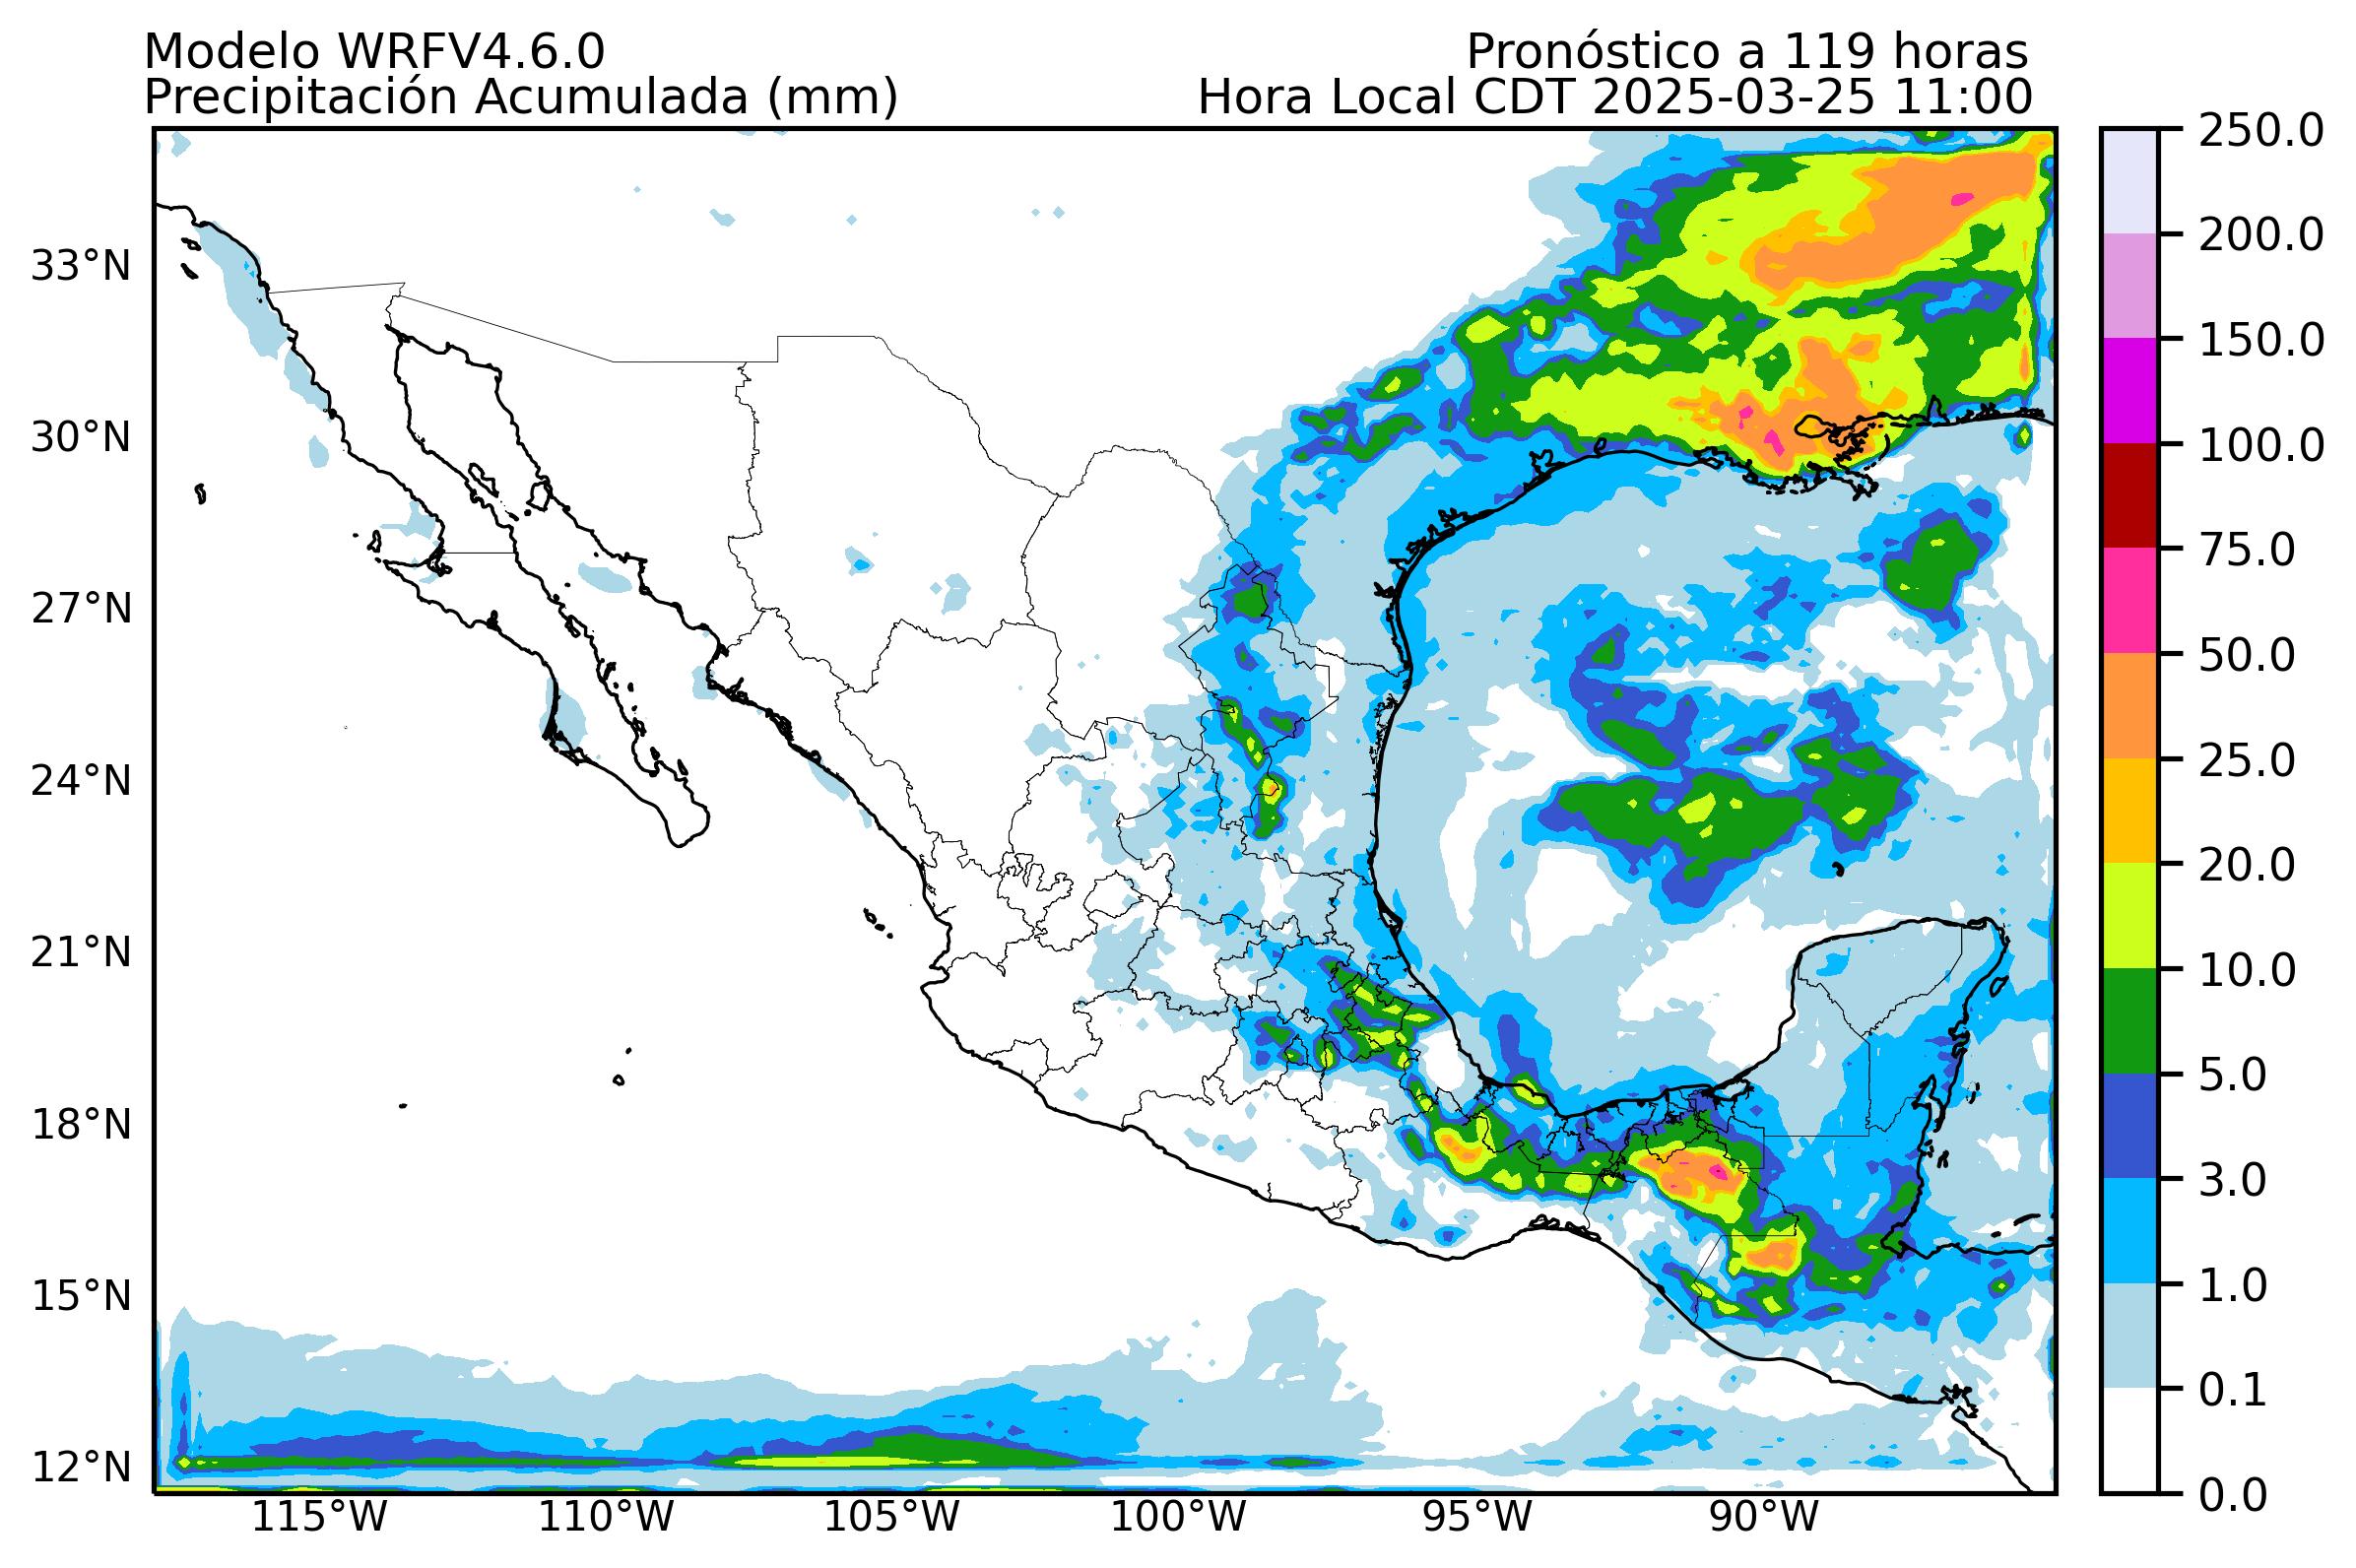 Modelo WRFV4.6.0
Pronóstico a 119 horas
Precipitación Acumulada (mm)
Hora Local CDT 2025-03-25 11:00
33°N
30°N
27°N
24°N
21°N
18°N
15°N
12°N
115°W
110°W
105°W
100°W
95°W
90°W
250.0
200.0
150.0
100.0
75.0
50.0
25.0
20.0
10.0
5.0
3.0
1.0
0.1
0.0